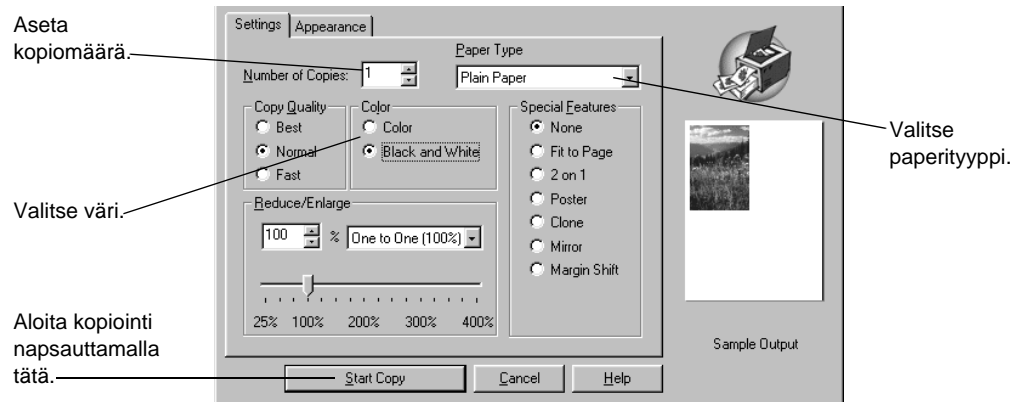 Aseta
kopiomäärä.
Settings Appearance
Number of Copies: 1
Paper Type
Plain Paper
Copy Quality
Best
Normal
Fast
Color
Color
Black and White
Special Features
None
Fit to Page
2 on 1
Poster
Clone
Mirror
Margin Shift
Valitse
paperityyppi.
Valitse väri.
Reduce/Enlarge
100 % One to One (100%)
25% 100% 200% 300% 400%
Sample Output
Aloita kopiointi
napsauttamalla
tätä.
Start Copy Cancel Help